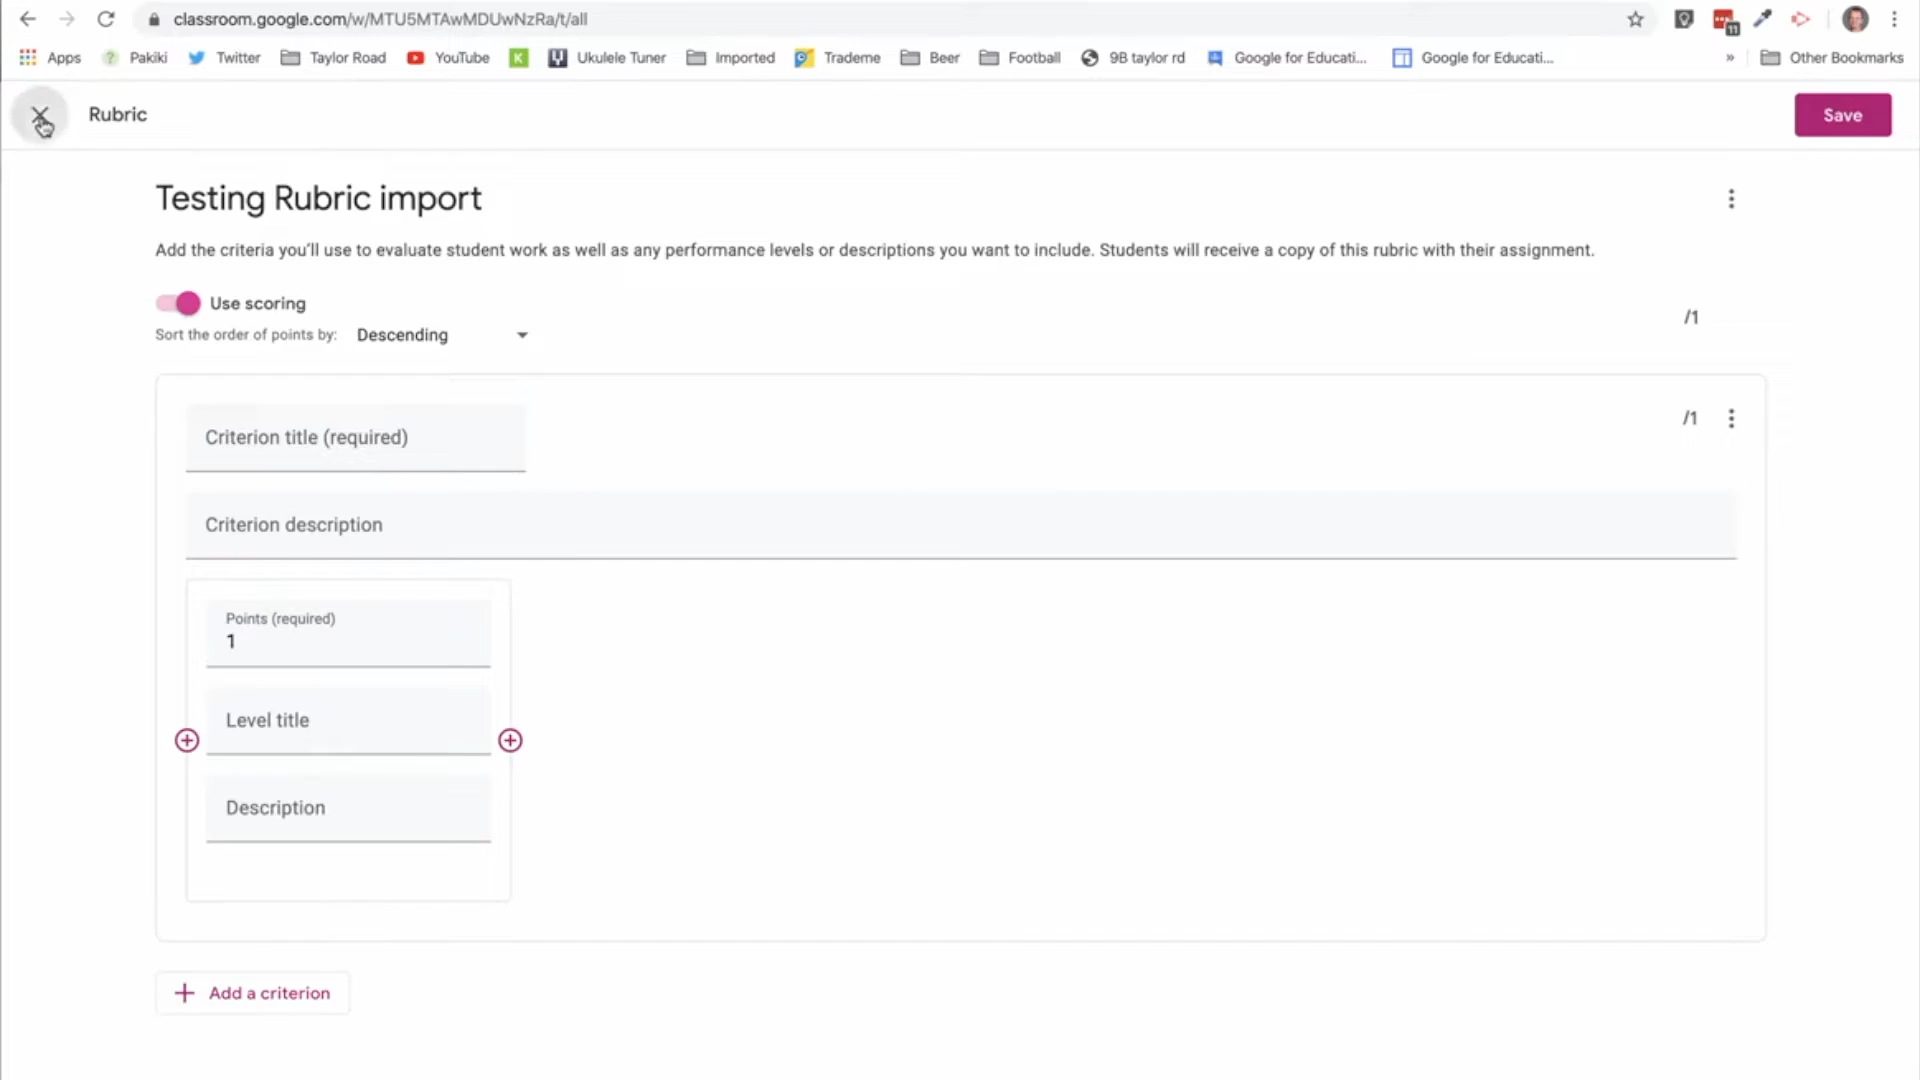 classroom.google.com/w/MTU5MTAwMDUwNzRa/t/all
11
Apps Pakiki Twitter Taylor Road YouTube K Ukulele Tuner Imported Trademe Beer Football 9B taylor rd Google for Educati... Google for Educati... » Other Bookmarks
Rubric Save
Testing Rubric import
Add the criteria you'll use to evaluate student work as well as any performance levels or descriptions you want to include. Students will receive a copy of this rubric with their assignment.
Use scoring
/1
Sort the order of points by: Descending
/1
Criterion title (required)
Criterion description
Points (required)
1
Level title
Description
Add a criterion